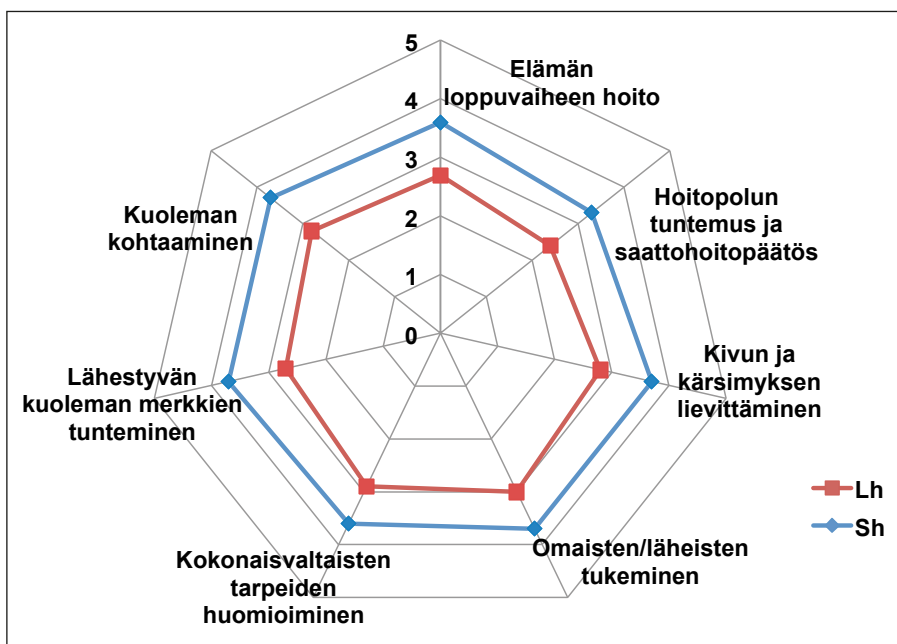 5
4
3
2
1
0
Elämän
loppuvaiheen hoito
Hoitopolun
tuntemus ja
saattohoitopäätös
Kivun ja
kärsimyksen
lievittäminen
Omaisten/läheisten
tukeminen
Kokonaisvaltaisten
tarpeiden
huomioiminen
Lähestyvän
kuoleman merkkien
tunteminen
Kuoleman
kohtaaminen
Lh
Sh